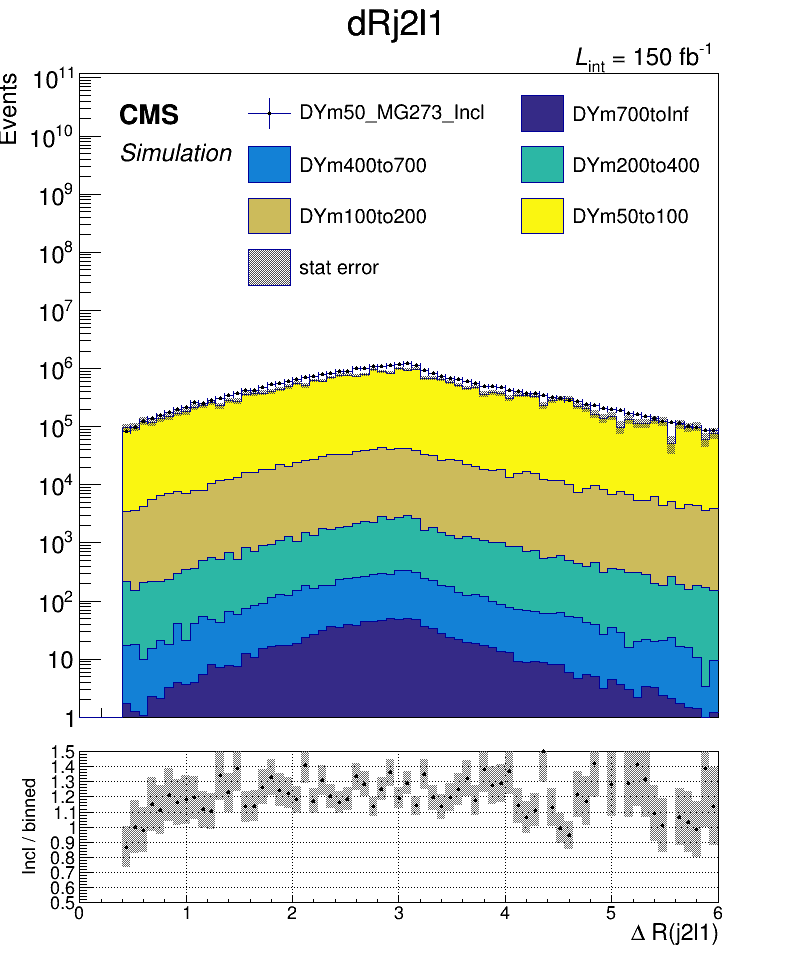 dRj2l1
L_int = 150 fb^-1
Events
10^11
10^10
10^9
10^8
10^7
10^6
10^5
10^4
10^3
10^2
10
1
CMS
Simulation
DYm50_MG273_Incl
DYm700toInf
DYm400to700
DYm200to400
DYm100to200
DYm50to100
stat error
Incl / binned
1.5
1.4
1.3
1.2
1.1
1
0.9
0.8
0.7
0.6
0.5
0 1 2 3 4 5 6
Δ R(j2l1)